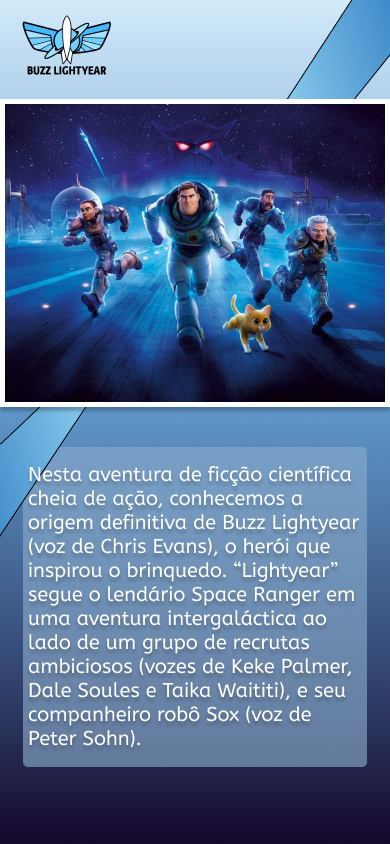 BUZZ LIGHTYEAR
Nesta aventura de ficção científica
cheia de ação, conhecemos a
origem definitiva de Buzz Lightyear
(voz de Chris Evans), o herói que
inspirou o brinquedo. “Lightyear”
segue o lendário Space Ranger em
uma aventura intergaláctica ao
lado de um grupo de recrutas
ambiciosos (vozes de Keke Palmer,
Dale Soules e Taika Waititi), e seu
companheiro robô Sox (voz de
Peter Sohn).